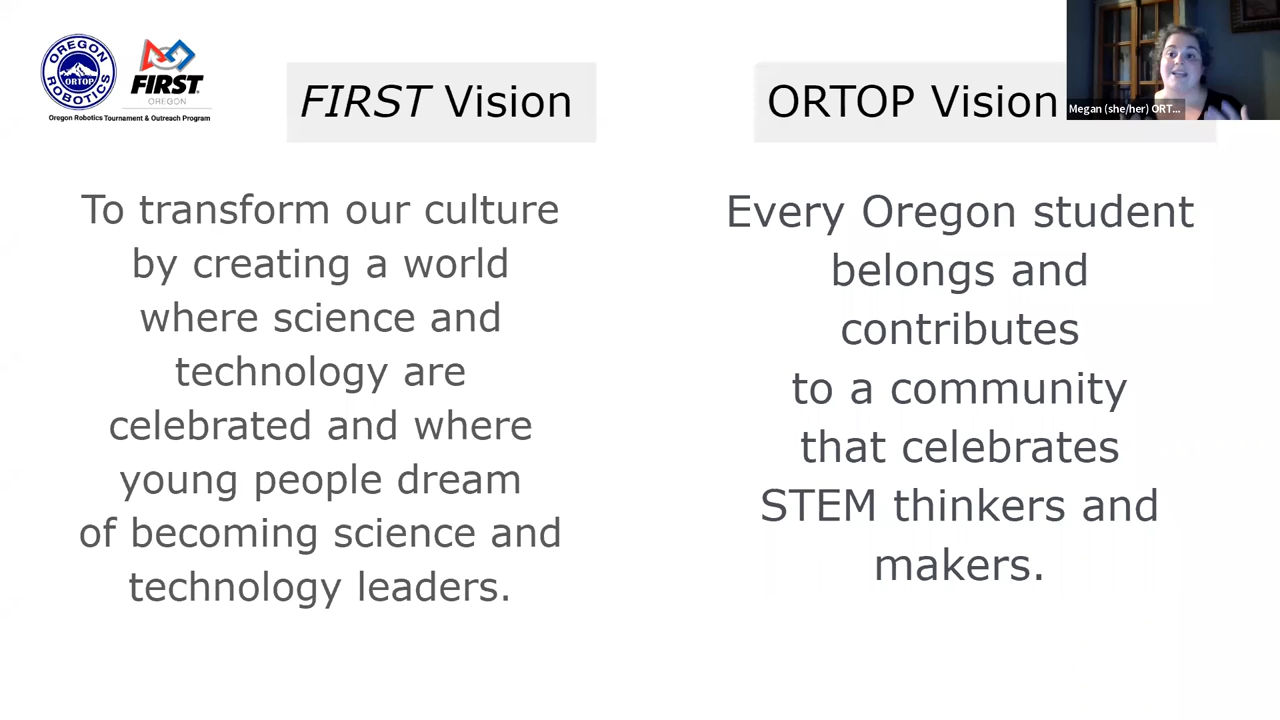 OREGON
ROBOTICS
ORTOP
FIRST
OREGON
Oregon Robotics Tournament & Outreach Program
FIRST Vision
ORTOP Vision
Megan (she/her) ORT...
To transform our culture
by creating a world
where science and
technology are
celebrated and where
young people dream
of becoming science and
technology leaders.
Every Oregon student
belongs and
contributes
to a community
that celebrates
STEM thinkers and
makers.